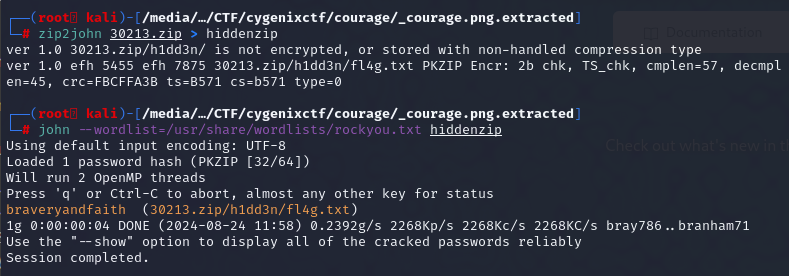 ┌──(root㉿ kali)-[/media/…/CTF/cygenixctf/courage/_courage.png.extracted]
└─# zip2john 30213.zip > hiddenzip
ver 1.0 30213.zip/h1dd3n/ is not encrypted, or stored with non-handled compression type
ver 1.0 efh 5455 efh 7875 30213.zip/h1dd3n/fl4g.txt PKZIP Encr: 2b chk, TS_chk, cmplen=57, decmpl
en=45, crc=FBCFFA3B ts=B571 cs=b571 type=0
┌──(root㉿ kali)-[/media/…/CTF/cygenixctf/courage/_courage.png.extracted]
└─# john --wordlist=/usr/share/wordlists/rockyou.txt hiddenzip
Using default input encoding: UTF-8
Loaded 1 password hash (PKZIP [32/64])
Will run 2 OpenMP threads
Press 'q' or Ctrl-C to abort, almost any other key for status
braveryandfaith  (30213.zip/h1dd3n/fl4g.txt)
1g 0:00:00:04 DONE (2024-08-24 11:58) 0.2392g/s 2268Kp/s 2268Kc/s 2268KC/s bray786..branham71
Use the "--show" option to display all of the cracked passwords reliably
Session completed.
Documentation
Check out what's new in t